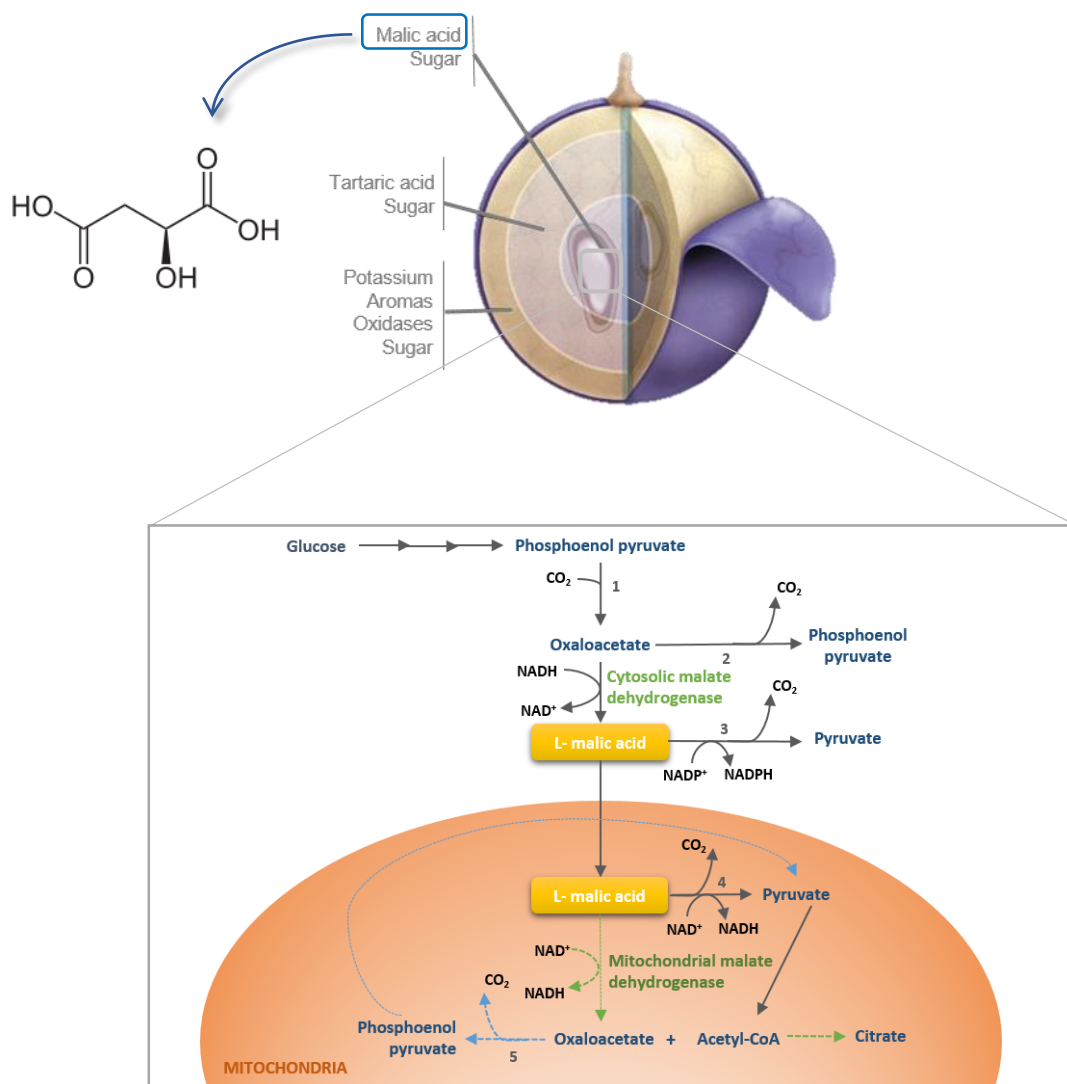 Malic acid
Sugar
Tartaric acid
Sugar
Potassium
Aromas
Oxidases
Sugar
O
HO
OH
O
OH
Glucose
Phosphoenol pyruvate
CO₂
1
CO₂
Oxaloacetate
2
Phosphoenol
pyruvate
NADH
Cytosolic malate
dehydrogenase
NAD⁺
CO₂
L- malic acid
3
Pyruvate
NADP⁺
NADPH
CO₂
L- malic acid
4
Pyruvate
NAD⁺
NADH
NAD⁺
Mitochondrial malate
dehydrogenase
NADH
CO₂
Phosphoenol
pyruvate
5
Oxaloacetate + Acetyl-CoA
Citrate
MITOCHONDRIA